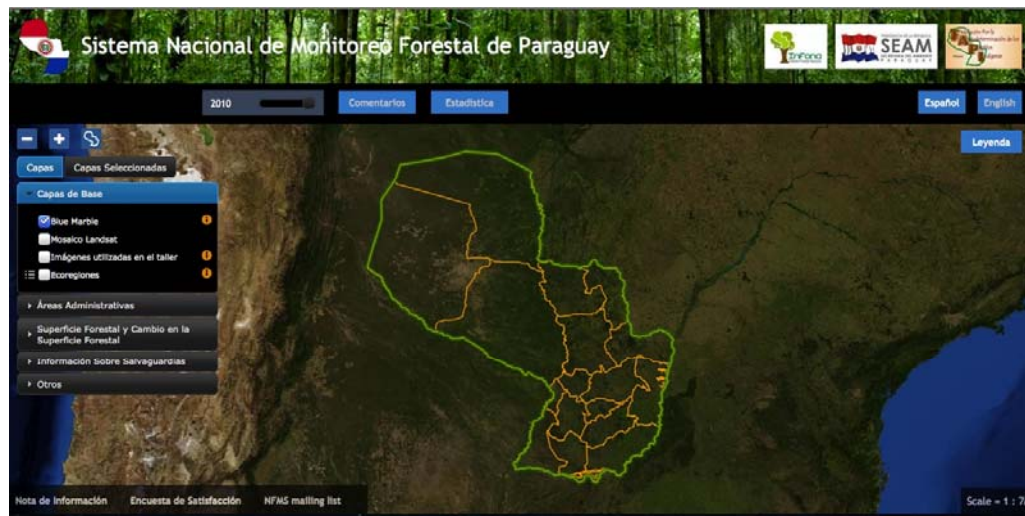 Sistema Nacional de Monitoreo Forestal de Paraguay
Infona
SEAM
2010
Comentarios
Estadística
Español
English
Leyenda
Capas
Capas Seleccionadas
Capas de Base
Blue Marble
Mosaico Landsat
Imágenes utilizadas en el taller
Ecoregiones
Áreas Administrativas
Superficie Forestal y Cambio en la
Superficie Forestal
Información Sobre Salvaguardias
Otros
Nota de Información
Encuesta de Satisfacción
NFMS mailing list
Scale = 1 : 7